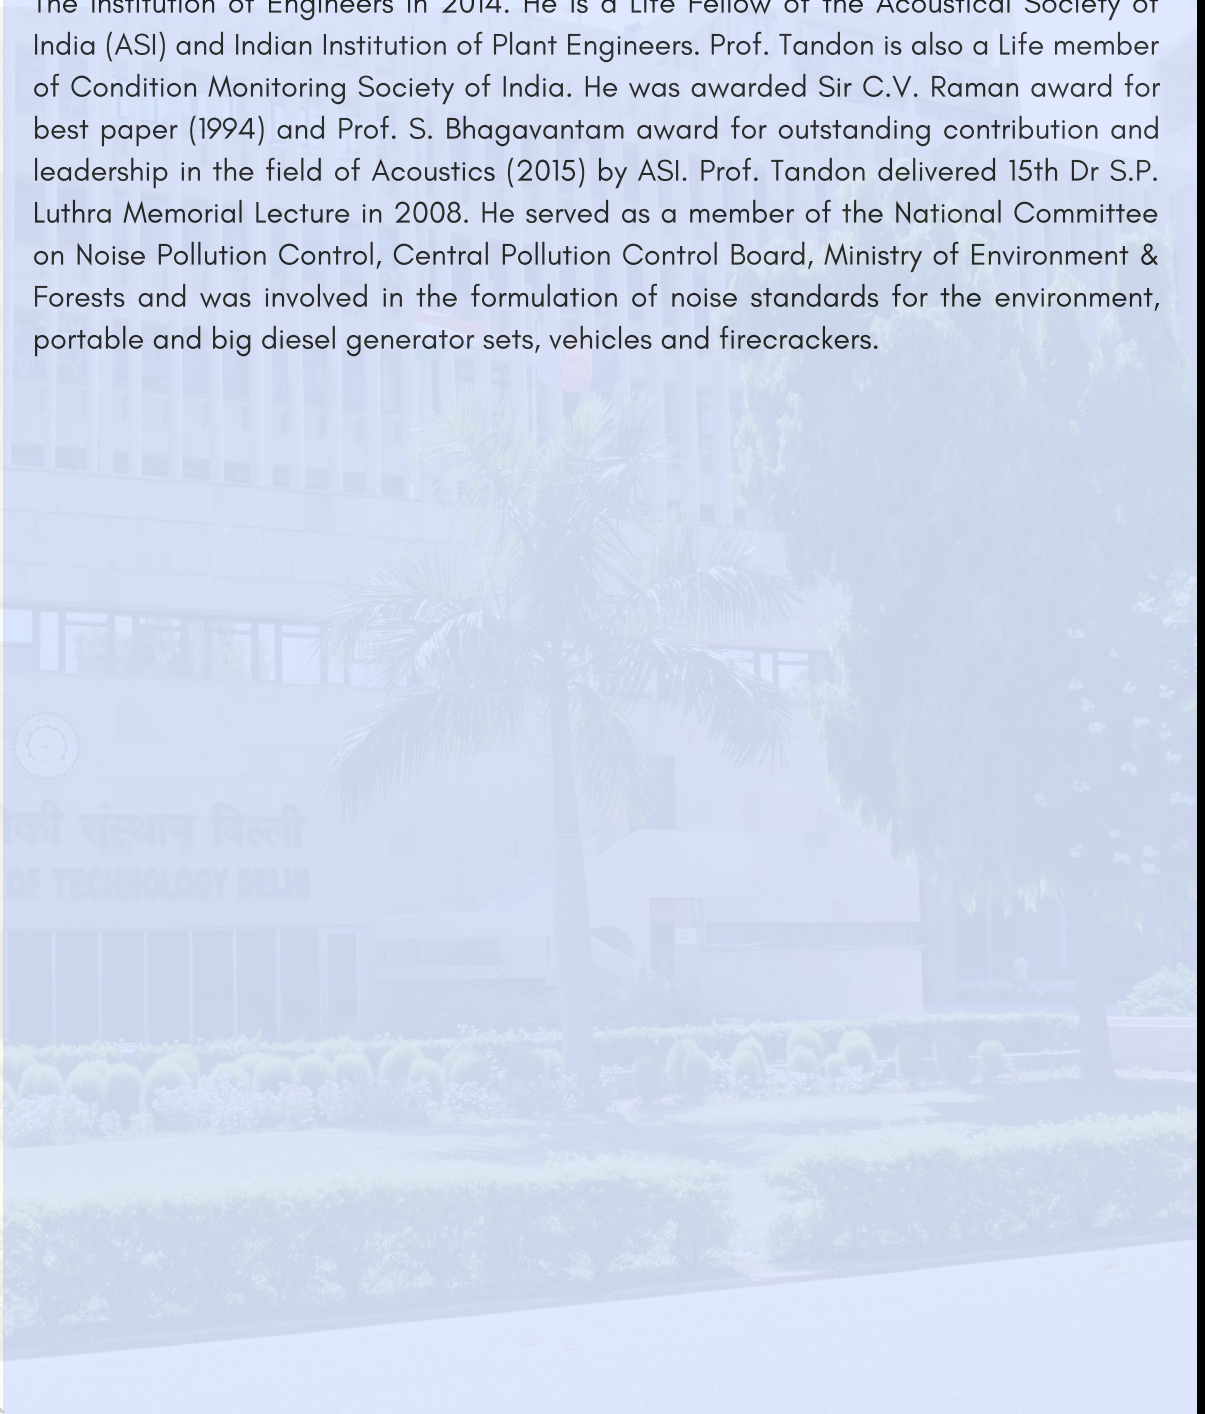 The Institution of Engineers in 2014. He is a Life Fellow of the Acoustical Society of
India (ASI) and Indian Institution of Plant Engineers. Prof. Tandon is also a Life member
of Condition Monitoring Society of India. He was awarded Sir C.V. Raman award for
best paper (1994) and Prof. S. Bhagavantam award for outstanding contribution and
leadership in the field of Acoustics (2015) by ASI. Prof. Tandon delivered 15th Dr S.P.
Luthra Memorial Lecture in 2008. He served as a member of the National Committee
on Noise Pollution Control, Central Pollution Control Board, Ministry of Environment &
Forests and was involved in the formulation of noise standards for the environment,
portable and big diesel generator sets, vehicles and firecrackers.
की संस्थान दिल्ली
OF TECHNOLOGY DELHI